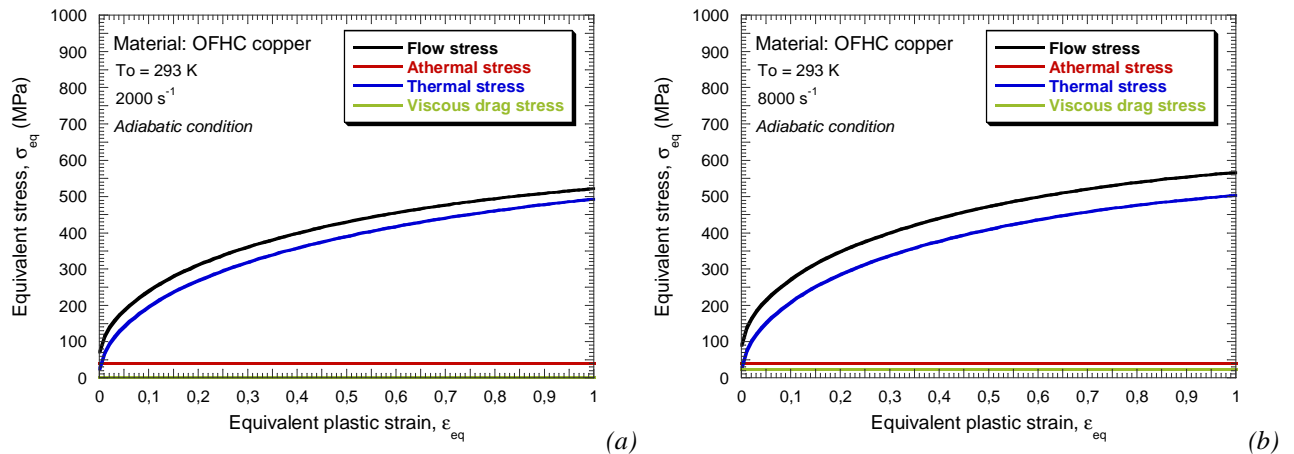 Material: OFHC copper
To = 293 K
2000 s-1
Adiabatic condition
Flow stress
Athermal stress
Thermal stress
Viscous drag stress
Equivalent stress, σeq (MPa)
1000
900
800
700
600
500
400
300
200
100
0
0 0,1 0,2 0,3 0,4 0,5 0,6 0,7 0,8 0,9 1
Equivalent plastic strain, εeq
(a)
Material: OFHC copper
To = 293 K
8000 s-1
Adiabatic condition
Flow stress
Athermal stress
Thermal stress
Viscous drag stress
Equivalent stress, σeq (MPa)
1000
900
800
700
600
500
400
300
200
100
0
0 0,1 0,2 0,3 0,4 0,5 0,6 0,7 0,8 0,9 1
Equivalent plastic strain, εeq
(b)